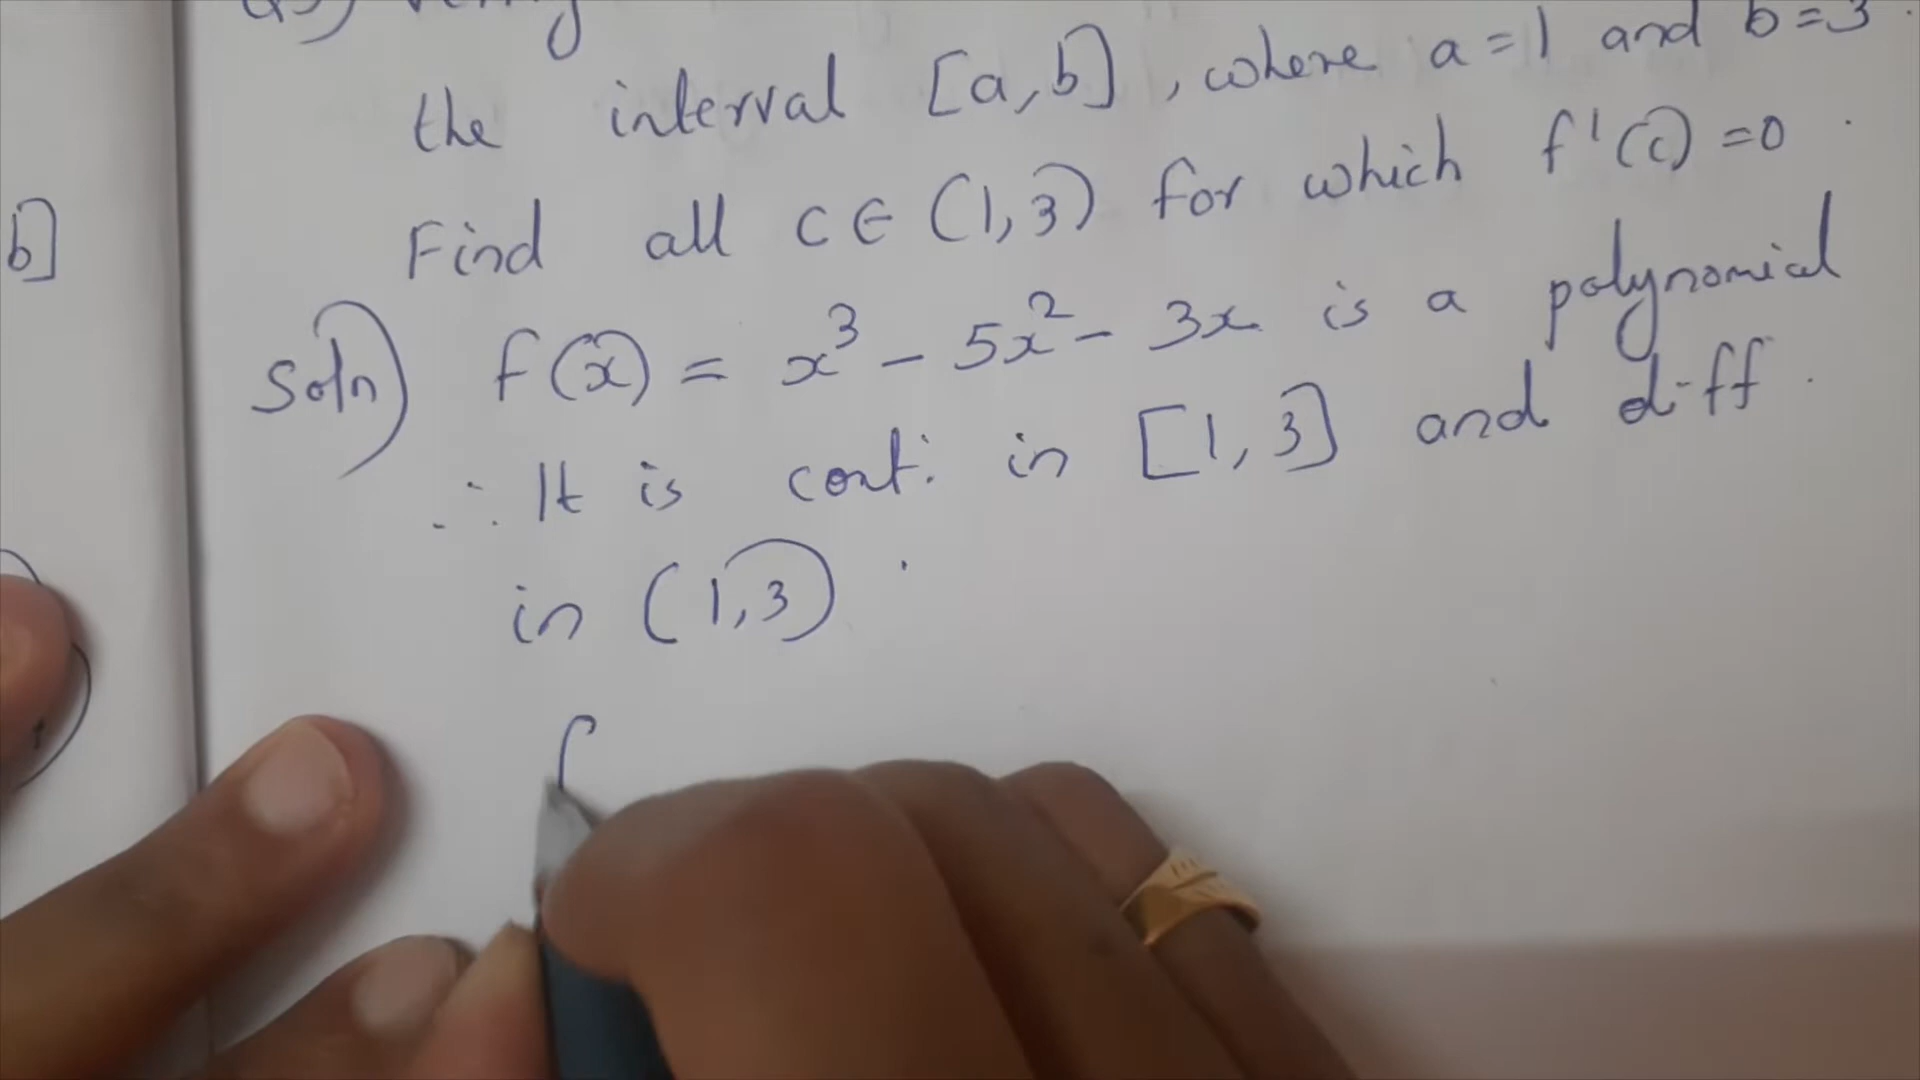 the interval [a,b], where a=1 and b=3.
Find all c∈(1,3) for which f'(c)=0.
b]
Soln) f(x) = x³ - 5x² - 3x is a polynomial
∴ It is cont. in [1,3] and diff.
in (1,3).